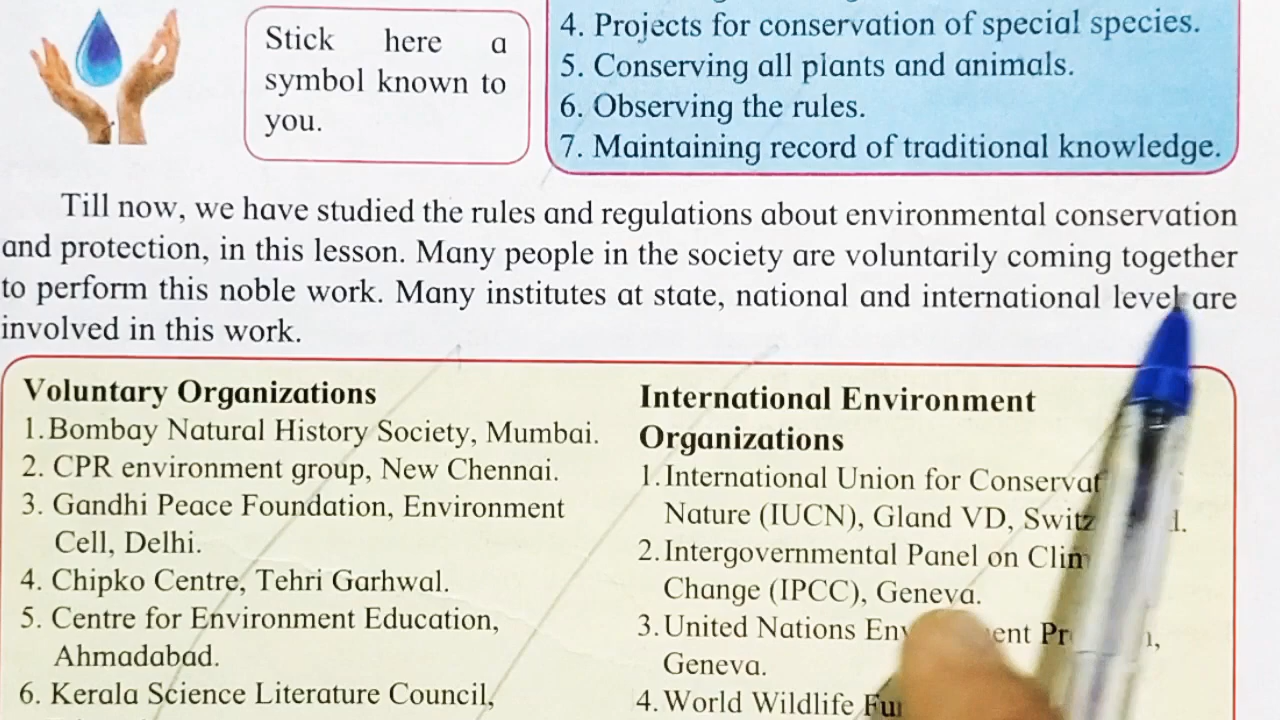 Stick here a
symbol known to
you.
4. Projects for conservation of special species.
5. Conserving all plants and animals.
6. Observing the rules.
7. Maintaining record of traditional knowledge.
Till now, we have studied the rules and regulations about environmental conservation
and protection, in this lesson. Many people in the society are voluntarily coming together
to perform this noble work. Many institutes at state, national and international level are
involved in this work.
Voluntary Organizations
1.Bombay Natural History Society, Mumbai.
2. CPR environment group, New Chennai.
3. Gandhi Peace Foundation, Environment
Cell, Delhi.
4. Chipko Centre, Tehri Garhwal.
5. Centre for Environment Education,
Ahmadabad.
6. Kerala Science Literature Council,
International Environment
Organizations
1.International Union for
Nature (IUCN), Gland VD,
2.Intergovernmental Panel on
Change (IPCC), Geneva.
3.United Nations
Geneva.
4.World Wildlife